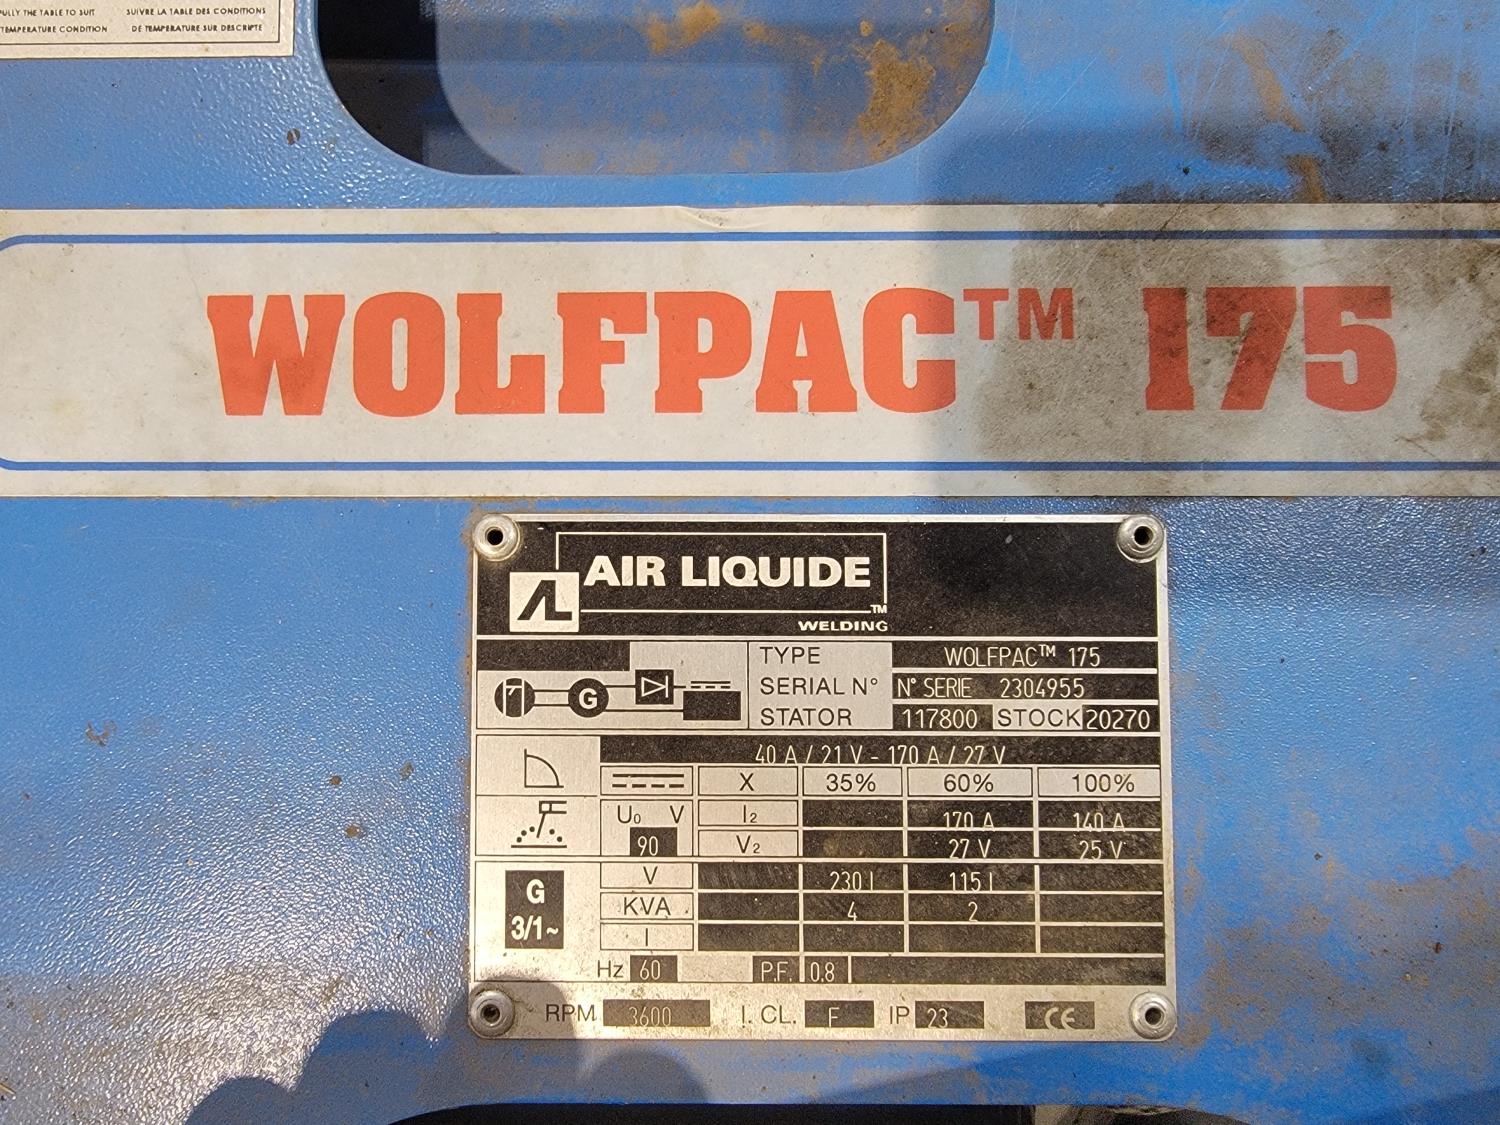 PULLY THE TABLE TO SUIT
TEMPERATURE CONDITION
SUIVRE LA TABLE DES CONDITIONS
DE TEMPERATURE SUR DESCRIPTE
WOLFPAC™ 175
AL AIR LIQUIDE™
WELDING
TYPE WOLFPAC™ 175
SERIAL N° N° SERIE 2304955
STATOR 117800 STOCK 20270
G
40 A / 21 V - 170 A / 27 V
X 35% 60% 100%
U₀ V I₂ 170 A 140 A
90 V₂ 27 V 25 V
G 3/1~
V 230 I 115 I
KVA 4 2
I
Hz 60 P.F. 0,8
RPM 3600 I. CL. F IP 23 CE